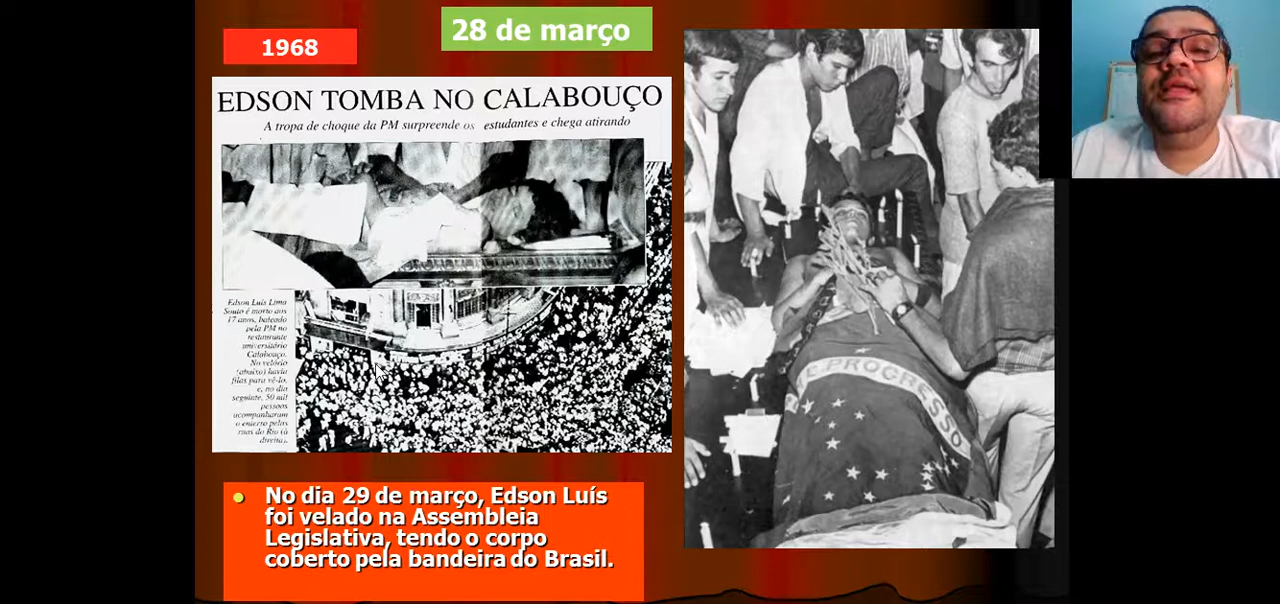 1968
28 de março
EDSON TOMBA NO CALABOUÇO
A tropa de choque da PM surpreende os estudantes e chega atirando
Edson Luís Lima
Souto é morto aos
17 anos, baleado
pela PM no
restaurante
universitário
Calabouço.
No velório
(abaixo) havia
filas para vê-lo,
e, no dia
seguinte, 50 mil
pessoas
acompanharam
o enterro pelas
ruas do Rio (à
direita).
E PROGRESSO
No dia 29 de março, Edson Luís
foi velado na Assembleia
Legislativa, tendo o corpo
coberto pela bandeira do Brasil.